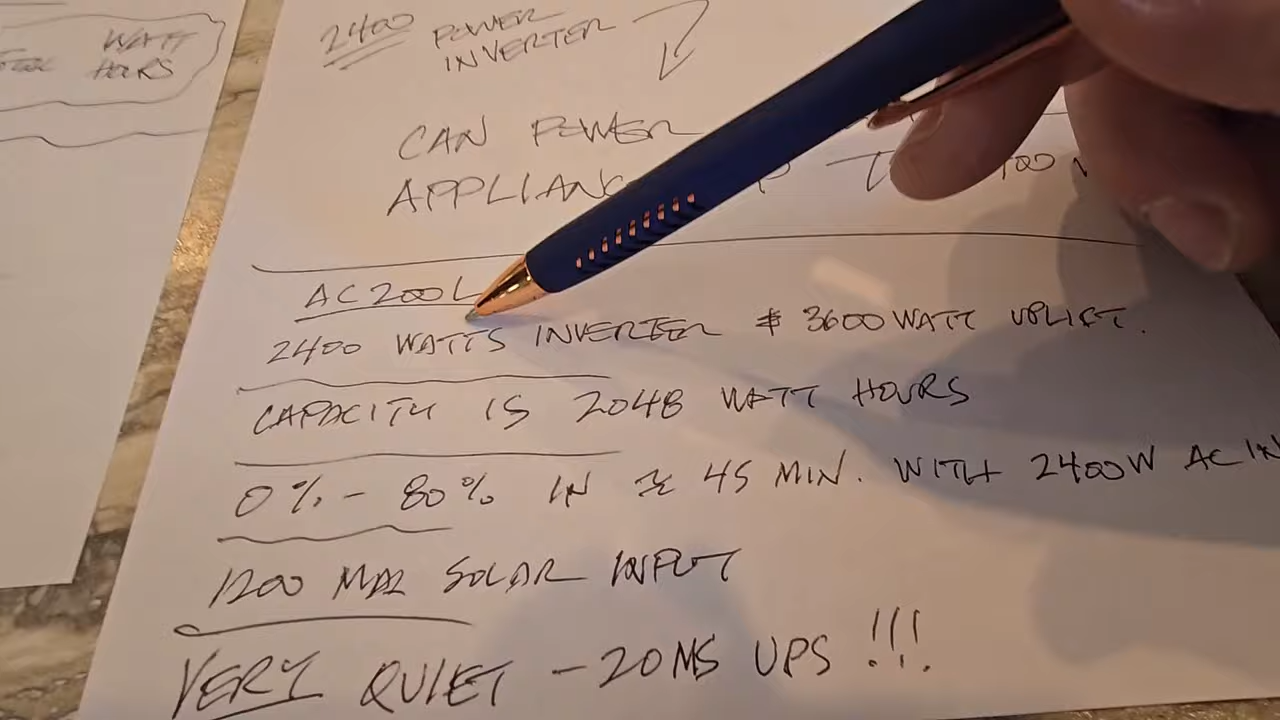 WATT
HOURS
2400 POWER
INVERTER
CAN POWER
APPLIANC
AC200L
2400 WATTS INVERTER & 3600 WATT UPLIFT.
CAPACITY IS 2048 WATT HOURS
0% - 80% IN ≈ 45 MIN. WITH 2400W AC IN
1200 MAX SOLAR INPUT
VERY QUIET - 20MS UPS !!!